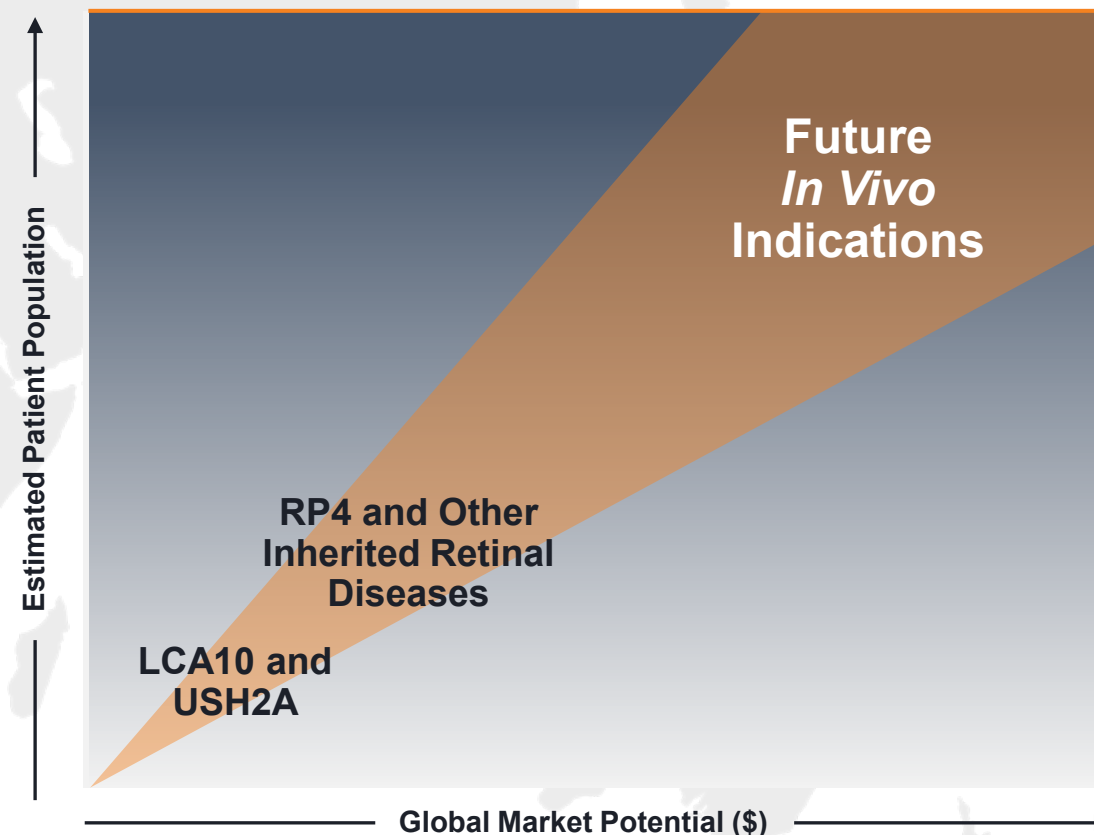 Estimated Patient Population
Future
In Vivo
Indications
RP4 and Other
Inherited Retinal
Diseases
LCA10 and
USH2A
Global Market Potential ($)